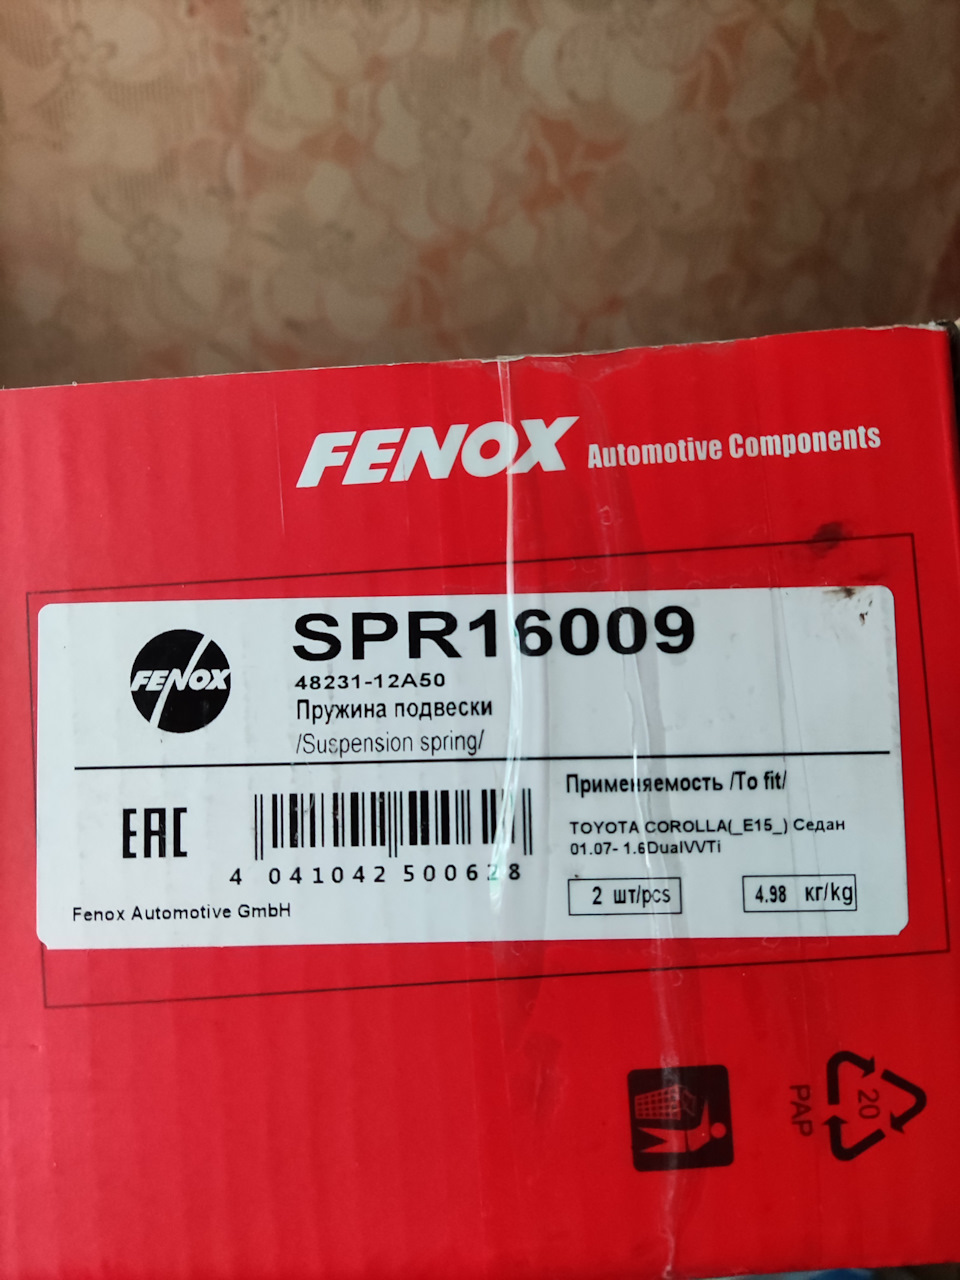 FENOX Automotive Components
FENOX
SPR16009
48231-12A50
Пружина подвески
/Suspension spring/
EAC
4 041042 500628
Fenox Automotive GmbH
Применяемость /To fit/
TOYOTA COROLLA(_E15_) Седан
01.07- 1.6DualVVTi
2 шт/pcs
4.98 кг/kg
20
PAP